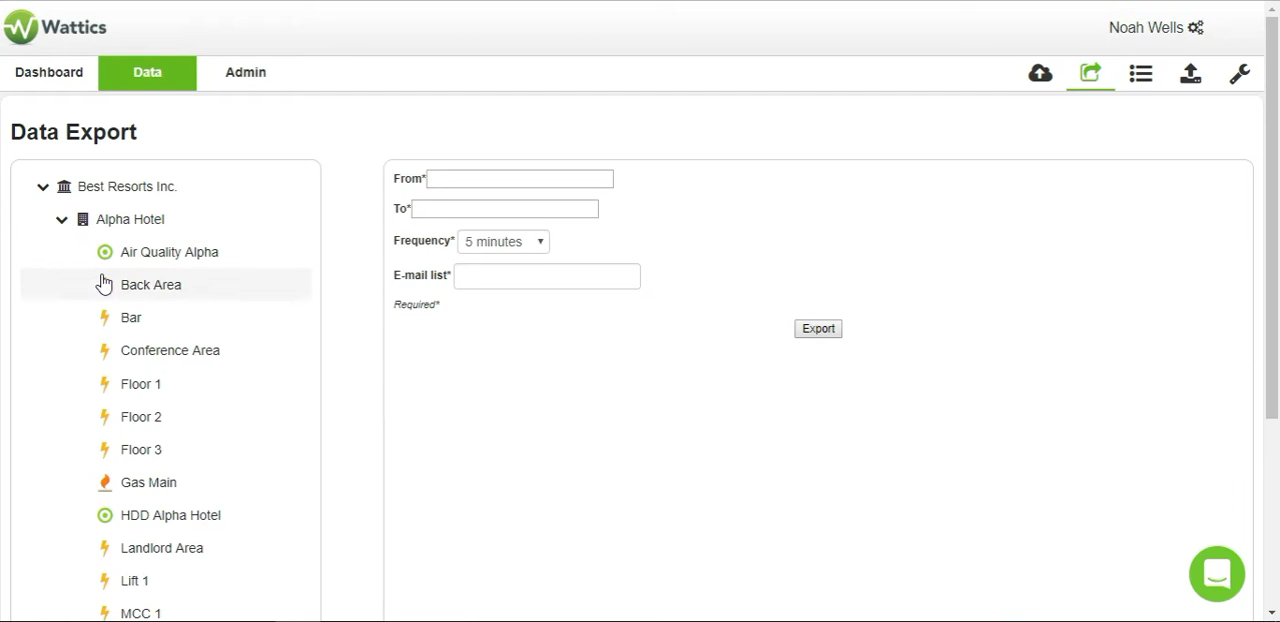 Wattics
Noah Wells
Dashboard Data Admin
Data Export
Best Resorts Inc.
Alpha Hotel
Air Quality Alpha
Back Area
Bar
Conference Area
Floor 1
Floor 2
Floor 3
Gas Main
HDD Alpha Hotel
Landlord Area
Lift 1
MCC 1
From*
To*
Frequency* 5 minutes
E-mail list*
Required*
Export